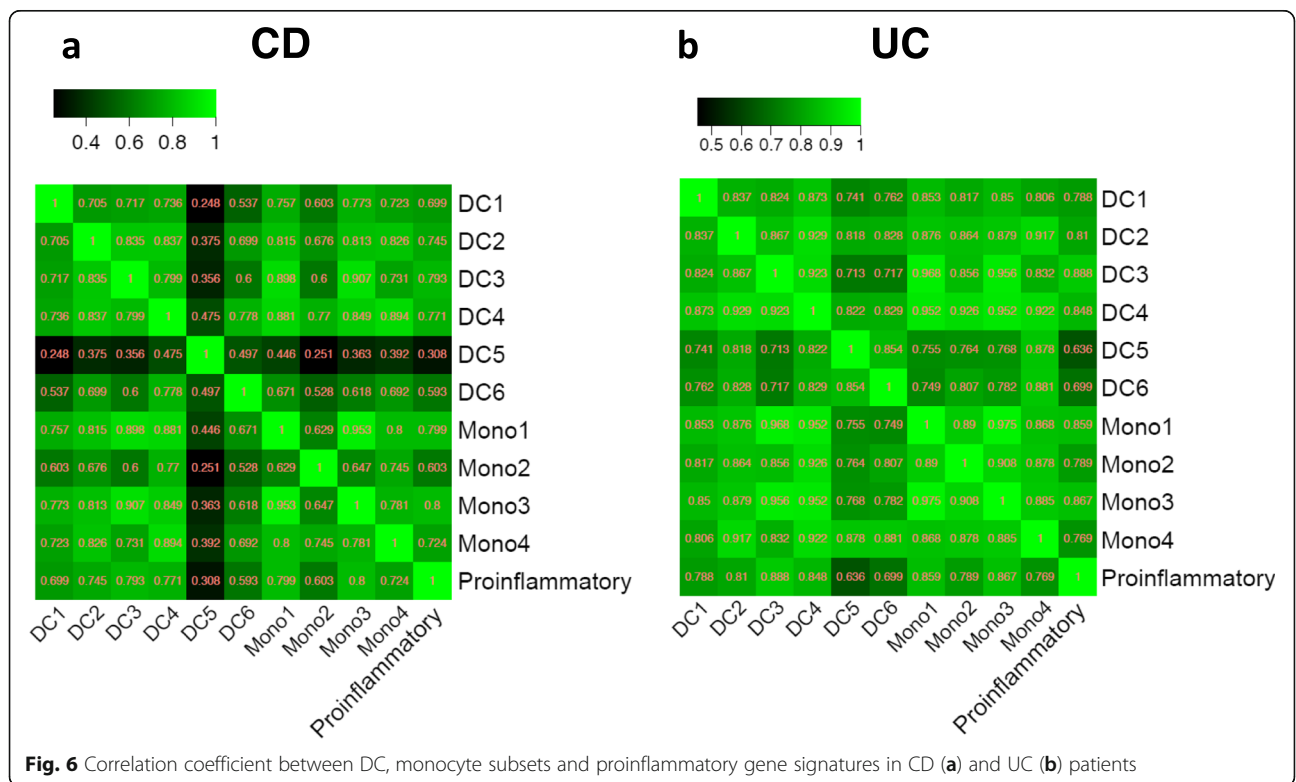 a CD
0.4 0.6 0.8 1
1 0.705 0.717 0.736 0.248 0.537 0.757 0.603 0.773 0.723 0.699 DC1
0.705 1 0.835 0.837 0.375 0.699 0.815 0.676 0.813 0.826 0.745 DC2
0.717 0.835 1 0.799 0.356 0.6 0.898 0.6 0.907 0.731 0.793 DC3
0.736 0.837 0.799 1 0.475 0.778 0.881 0.77 0.849 0.894 0.771 DC4
0.248 0.375 0.356 0.475 1 0.497 0.446 0.251 0.363 0.392 0.308 DC5
0.537 0.699 0.6 0.778 0.497 1 0.671 0.528 0.618 0.692 0.593 DC6
0.757 0.815 0.898 0.881 0.446 0.671 1 0.629 0.953 0.8 0.799 Mono1
0.603 0.676 0.6 0.77 0.251 0.528 0.629 1 0.647 0.745 0.603 Mono2
0.773 0.813 0.907 0.849 0.363 0.618 0.953 0.647 1 0.781 0.8 Mono3
0.723 0.826 0.731 0.894 0.392 0.692 0.8 0.745 0.781 1 0.724 Mono4
0.699 0.745 0.793 0.771 0.308 0.593 0.799 0.603 0.8 0.724 1 Proinflammatory
DC1 DC2 DC3 DC4 DC5 DC6 Mono1 Mono2 Mono3 Mono4 Proinflammatory
b UC
0.5 0.6 0.7 0.8 0.9 1
1 0.837 0.824 0.873 0.741 0.762 0.853 0.817 0.85 0.806 0.788 DC1
0.837 1 0.867 0.929 0.818 0.828 0.876 0.864 0.879 0.917 0.81 DC2
0.824 0.867 1 0.923 0.713 0.717 0.968 0.856 0.956 0.832 0.888 DC3
0.873 0.929 0.923 1 0.822 0.829 0.952 0.926 0.952 0.922 0.848 DC4
0.741 0.818 0.713 0.822 1 0.854 0.755 0.764 0.768 0.878 0.636 DC5
0.762 0.828 0.717 0.829 0.854 1 0.749 0.807 0.782 0.881 0.699 DC6
0.853 0.876 0.968 0.952 0.755 0.749 1 0.89 0.975 0.868 0.859 Mono1
0.817 0.864 0.856 0.926 0.764 0.807 0.89 1 0.908 0.878 0.789 Mono2
0.85 0.879 0.956 0.952 0.768 0.782 0.975 0.908 1 0.885 0.867 Mono3
0.806 0.917 0.832 0.922 0.878 0.881 0.868 0.878 0.885 1 0.769 Mono4
0.788 0.81 0.888 0.848 0.636 0.699 0.859 0.789 0.867 0.769 1 Proinflammatory
DC1 DC2 DC3 DC4 DC5 DC6 Mono1 Mono2 Mono3 Mono4 Proinflammatory
Fig. 6 Correlation coefficient between DC, monocyte subsets and proinflammatory gene signatures in CD (a) and UC (b) patients